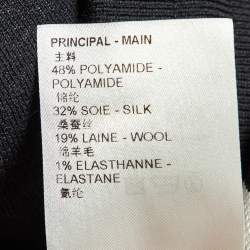 PRINCIPAL - MAIN
主料
48% POLYAMIDE -
POLYAMIDE
锦纶
32% SOIE - SILK
桑蚕丝
19% LAINE - WOOL
绵羊毛
1% ELASTHANNE -
ELASTANE
氨纶